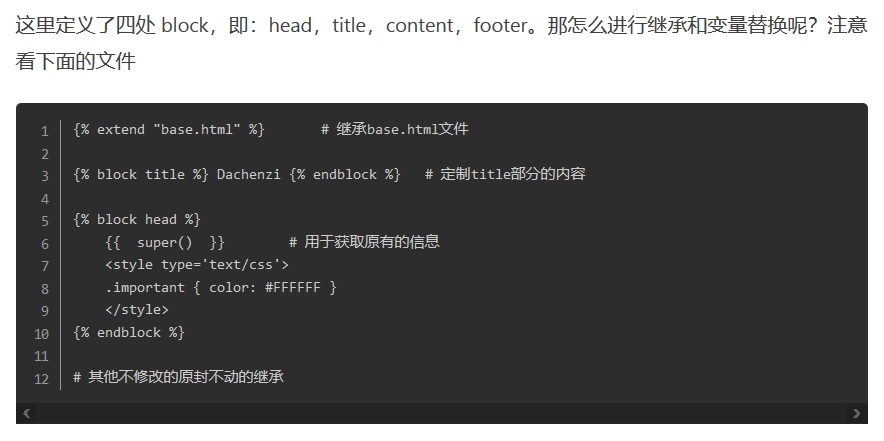 这里定义了四处 block，即：head，title，content，footer。那怎么进行继承和变量替换呢？注意
看下面的文件
1 {% extend "base.html" %}       # 继承base.html文件
2
3 {% block title %} Dachenzi {% endblock %}   # 定制title部分的内容
4
5 {% block head %}
6     {{  super()  }}        # 用于获取原有的信息
7     <style type='text/css'>
8     .important { color: #FFFFFF }
9     </style>
10 {% endblock %}
11
12 # 其他不修改的原封不动的继承